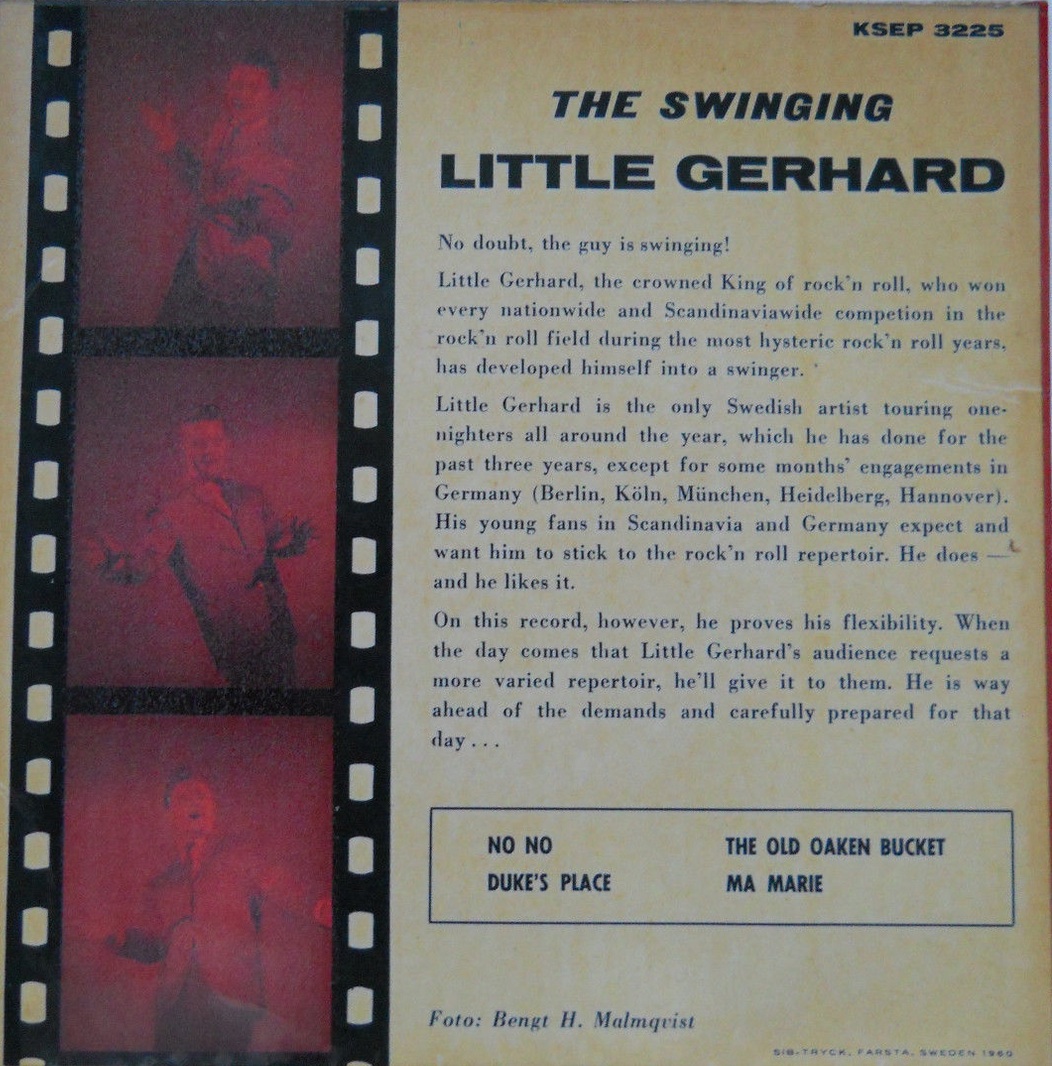 KSEP 3225
THE SWINGING
LITTLE GERHARD
No doubt, the guy is swinging!
Little Gerhard, the crowned King of rock'n roll, who won
every nationwide and Scandinaviawide competion in the
rock'n roll field during the most hysteric rock'n roll years,
has developed himself into a swinger.
Little Gerhard is the only Swedish artist touring one-
nighters all around the year, which he has done for the
past three years, except for some months' engagements in
Germany (Berlin, Köln, München, Heidelberg, Hannover).
His young fans in Scandinavia and Germany expect and
want him to stick to the rock'n roll repertoir. He does —
and he likes it.
On this record, however, he proves his flexibility. When
the day comes that Little Gerhard's audience requests a
more varied repertoir, he'll give it to them. He is way
ahead of the demands and carefully prepared for that
day . . .
NO NO THE OLD OAKEN BUCKET
DUKE'S PLACE MA MARIE
Foto: Bengt H. Malmqvist
SIB-TRYCK, FARSTA, SWEDEN 1960